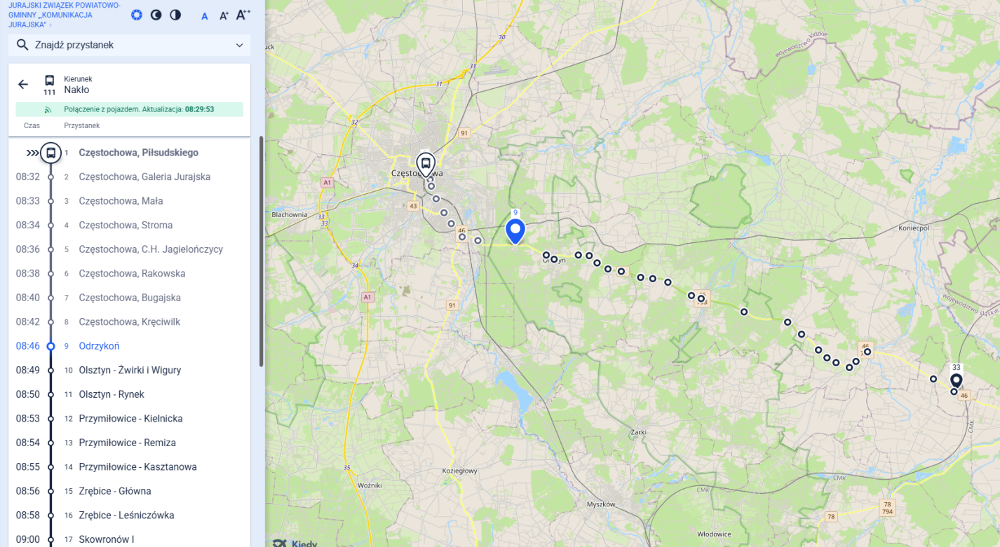 JURAJSKI ZWIĄZEK POWIATOWO-
GMINNY „„KOMUNIKACJA
JURAJSKA” ›
A A+ A++
Znajdź przystanek
Kierunek
111 Nakło
Połączenie z pojazdem. Aktualizacja: 08:29:53
Czas Przystanek
1 Częstochowa, Piłsudskiego
08:32 2 Częstochowa, Galeria Jurajska
08:33 3 Częstochowa, Mała
08:34 4 Częstochowa, Stroma
08:36 5 Częstochowa, C.H. Jagielończycy
08:38 6 Częstochowa, Rakowska
08:40 7 Częstochowa, Bugajska
08:42 8 Częstochowa, Kręciwilk
08:46 9 Odrzykoń
08:49 10 Olsztyn - Żwirki i Wigury
08:50 11 Olsztyn - Rynek
08:53 12 Przymiłowice - Kielnicka
08:54 13 Przymiłowice - Remiza
08:55 14 Przymiłowice - Kasztanowa
08:56 15 Zrębice - Główna
08:58 16 Zrębice - Leśniczówka
09:00 17 Skowronów I
30
31
31
województwo łódzkie
32
91
Częstochowa
A1
43
Blachownia
33
33
9
46
Koniecpol
34
A1
91
46
województwo śląskie
46
33
46
CMK
Żarki
35
Koziegłowy
CMK
CMK
Woźniki
Myszków
78
794
78
Włodowice
Kiedy